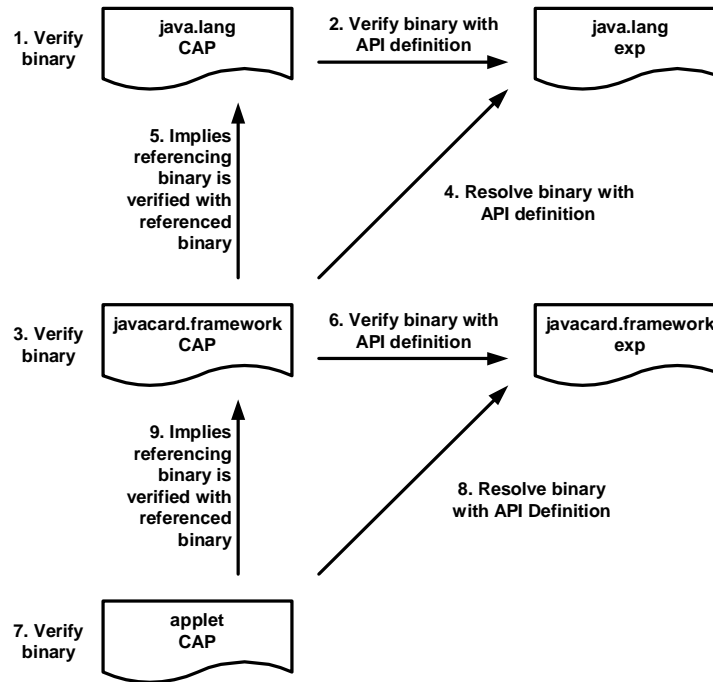 1. Verify
binary
java.lang
CAP
2. Verify binary with
API definition
java.lang
exp
5. Implies
referencing
binary is
verified with
referenced
binary
4. Resolve binary with
API definition
3. Verify
binary
javacard.framework
CAP
6. Verify binary with
API definition
javacard.framework
exp
9. Implies
referencing
binary is
verified with
referenced
binary
8. Resolve binary
with API Definition
7. Verify
binary
applet
CAP